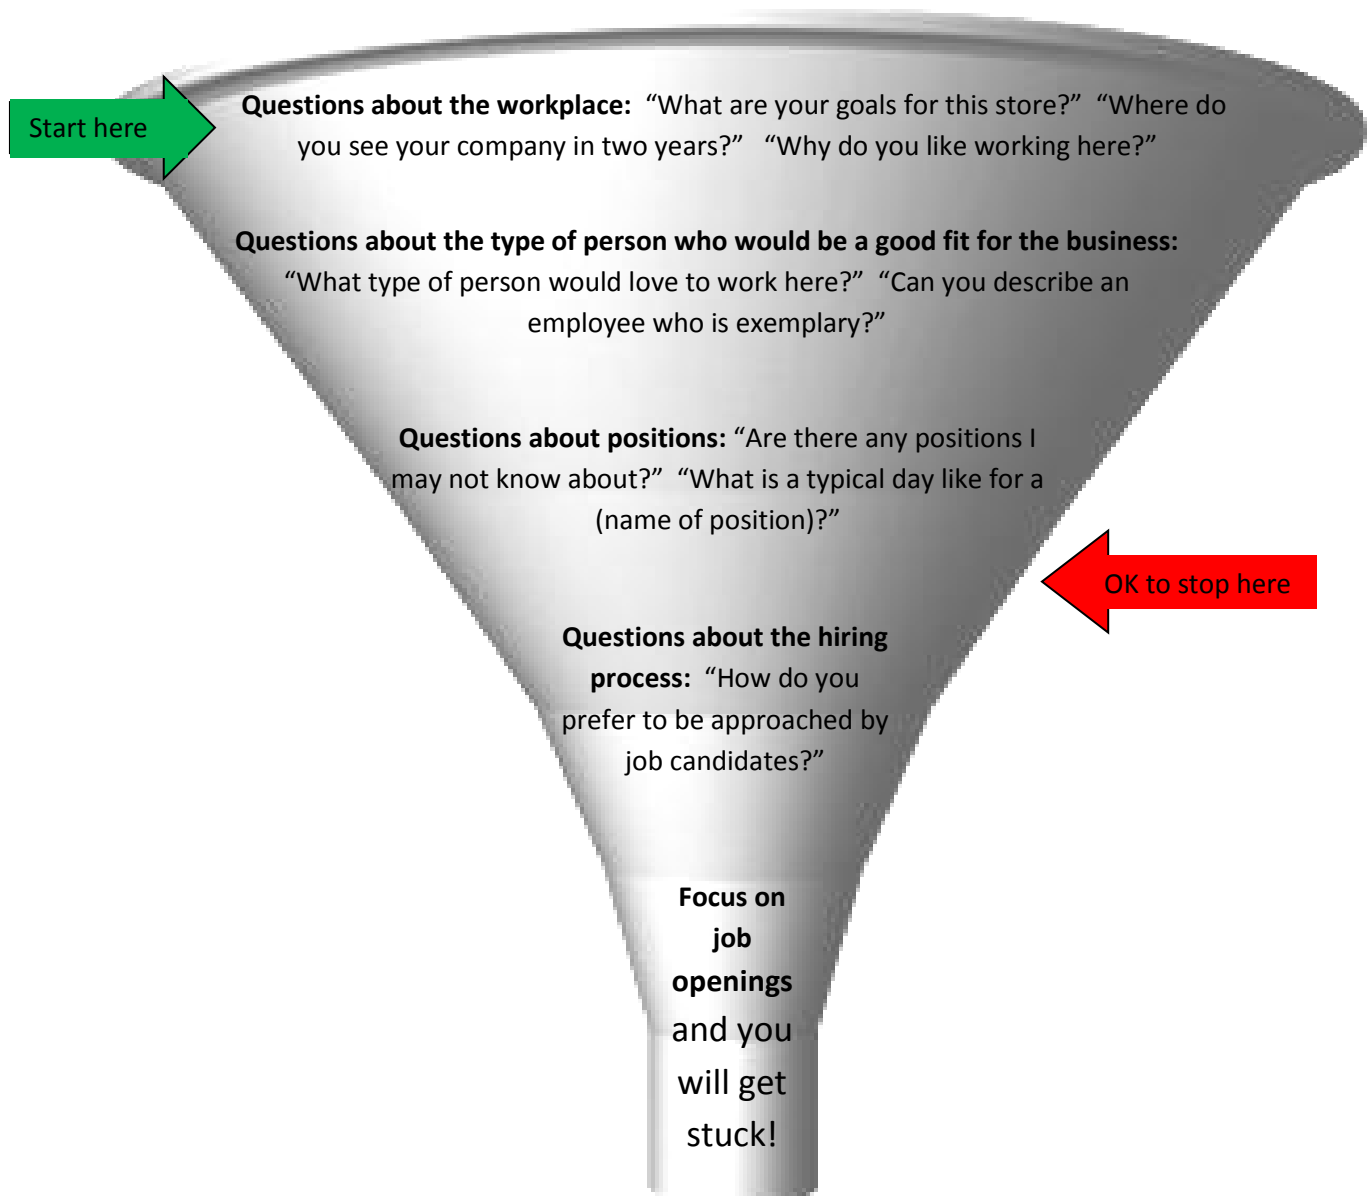 Start here
Questions about the workplace:  “What are your goals for this store?”  “Where do
you see your company in two years?”   “Why do you like working here?”
Questions about the type of person who would be a good fit for the business:
“What type of person would love to work here?”  “Can you describe an
employee who is exemplary?”
Questions about positions: “Are there any positions I
may not know about?”  “What is a typical day like for a
(name of position)?”
OK to stop here
Questions about the hiring
process:  “How do you
prefer to be approached by
job candidates?”
Focus on
job
openings
and you
will get
stuck!